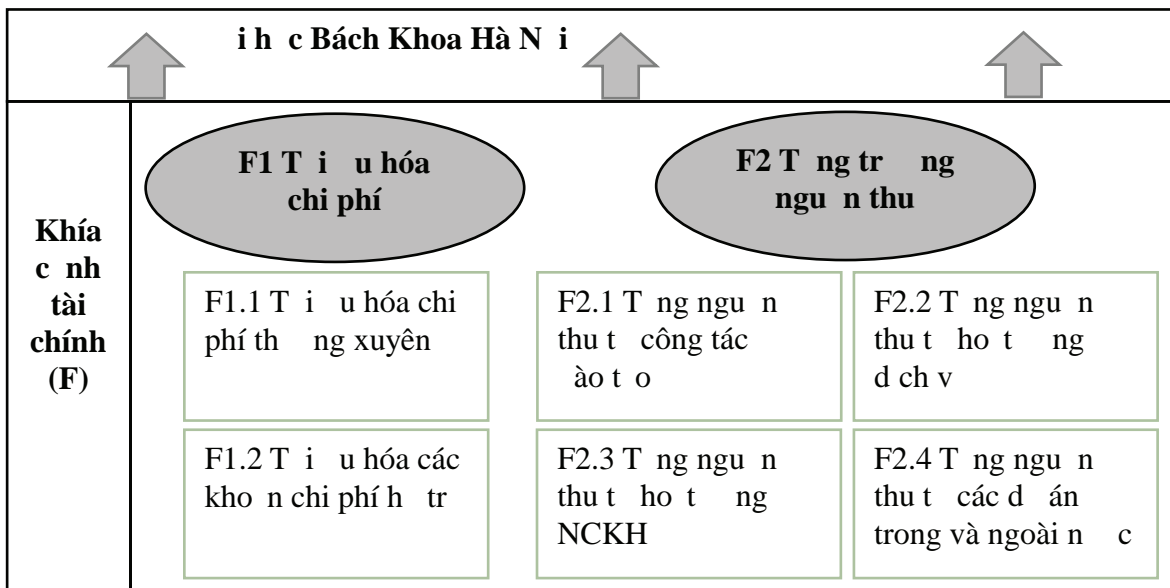 i h c Bách Khoa Hà N i
Khía
c nh
tài
chính
(F)
F1 T i u hóa
chi phí
F2 T ng tr ng
ngu n thu
F1.1 T i u hóa chi
phí th ng xuyên
F2.1 T ng ngu n
thu t công tác
ào t o
F2.2 T ng ngu n
thu t ho t ng
d ch v
F1.2 T i u hóa các
kho n chi phí h tr
F2.3 T ng ngu n
thu t ho t ng
NCKH
F2.4 T ng ngu n
thu t các d án
trong và ngoài n c